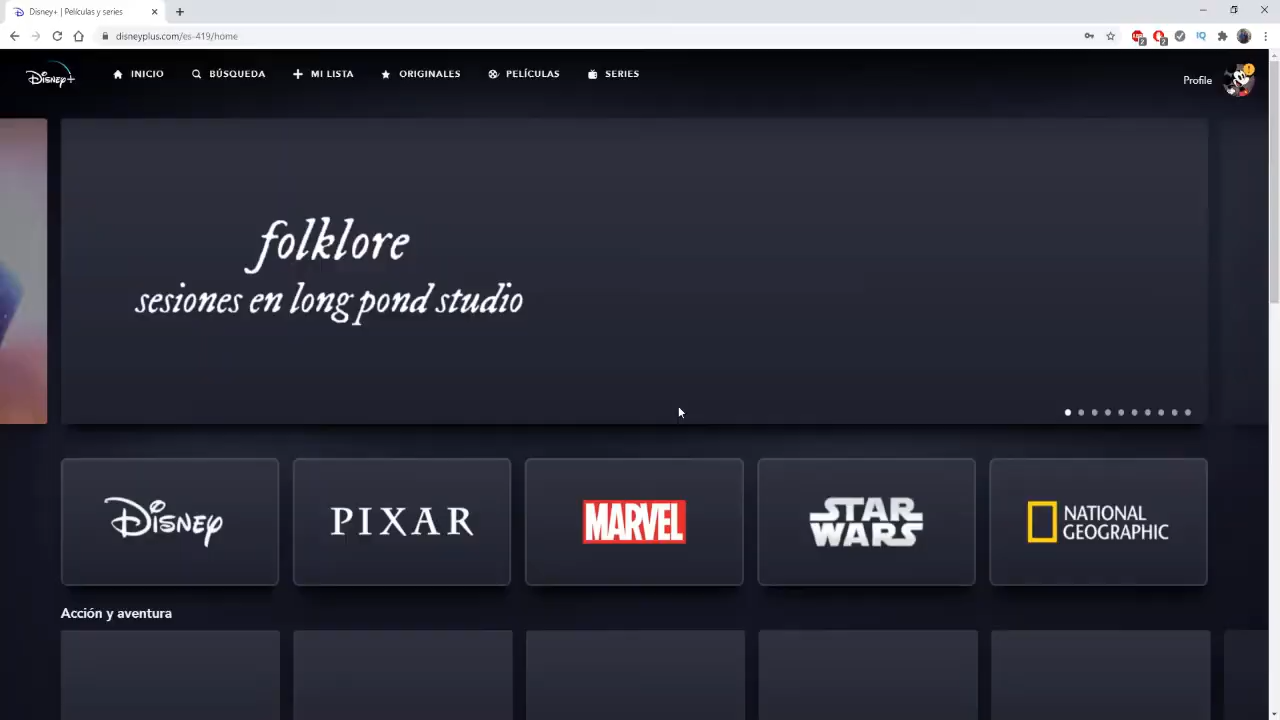 Disney+ | Películas y series
disneyplus.com/es-419/home
Disney+
INICIO
BÚSQUEDA
MI LISTA
ORIGINALES
PELÍCULAS
SERIES
Profile
folklore
sesiones en long pond studio
Disney
PIXAR
MARVEL
STAR
WARS
NATIONAL
GEOGRAPHIC
Acción y aventura